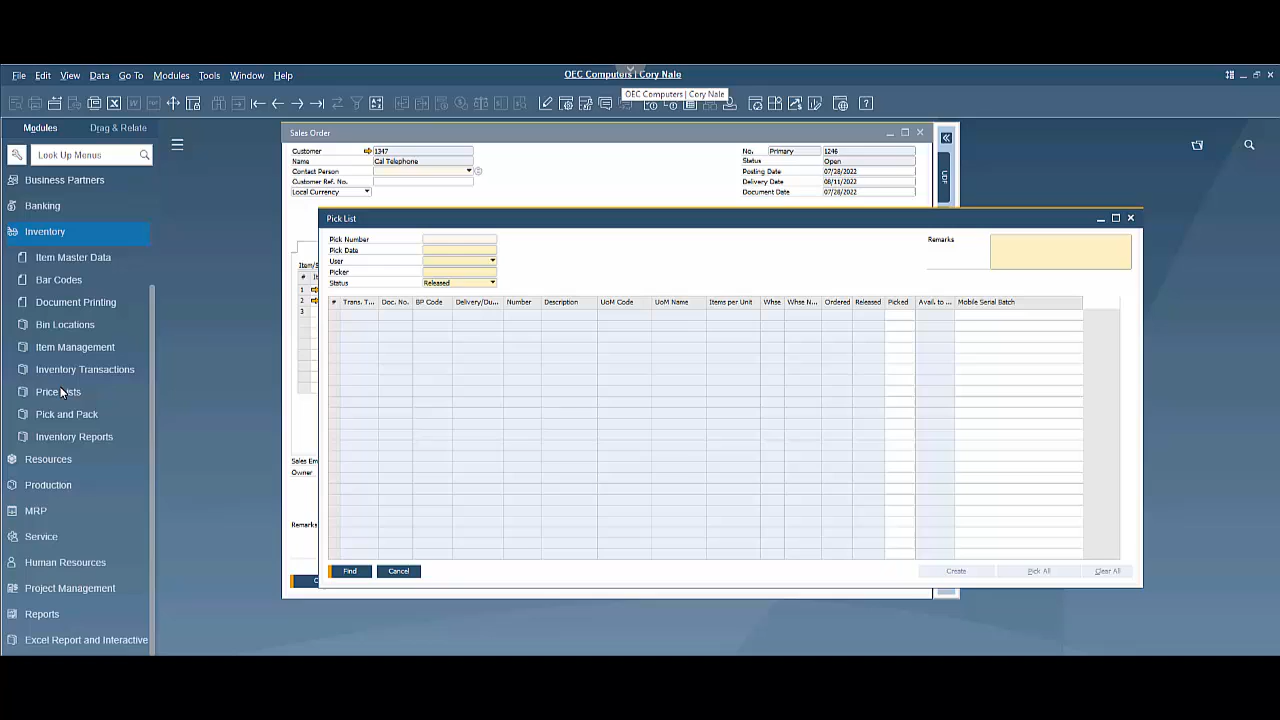 File Edit View Data Go To Modules Tools Window Help
OEC Computers | Cory Nale
OEC Computers | Cory Nale
Modules Drag & Relate
Look Up Menus
Business Partners
Banking
Inventory
Item Master Data
Bar Codes
Document Printing
Bin Locations
Item Management
Inventory Transactions
Price Lists
Pick and Pack
Inventory Reports
Resources
Production
MRP
Service
Human Resources
Project Management
Reports
Excel Report and Interactive
Sales Order
Customer 1347
Name Cal Telephone
Contact Person
Customer Ref. No.
Local Currency
No. Primary 1246
Status Open
Posting Date 07/28/2022
Delivery Date 08/11/2022
Document Date 07/28/2022
UDF
#
1
2
3
Owner
Remarks
Pick List
Pick Number
Pick Date
User
Picker
Status Released
Remarks
# Trans. T... Doc. No. BP Code Delivery/Du... Number Description UoM Code UoM Name Items per Unit Whse Whse N... Ordered Released Picked Avail. to ... Mobile Serial Batch
Find Cancel Create Pick All Clear All